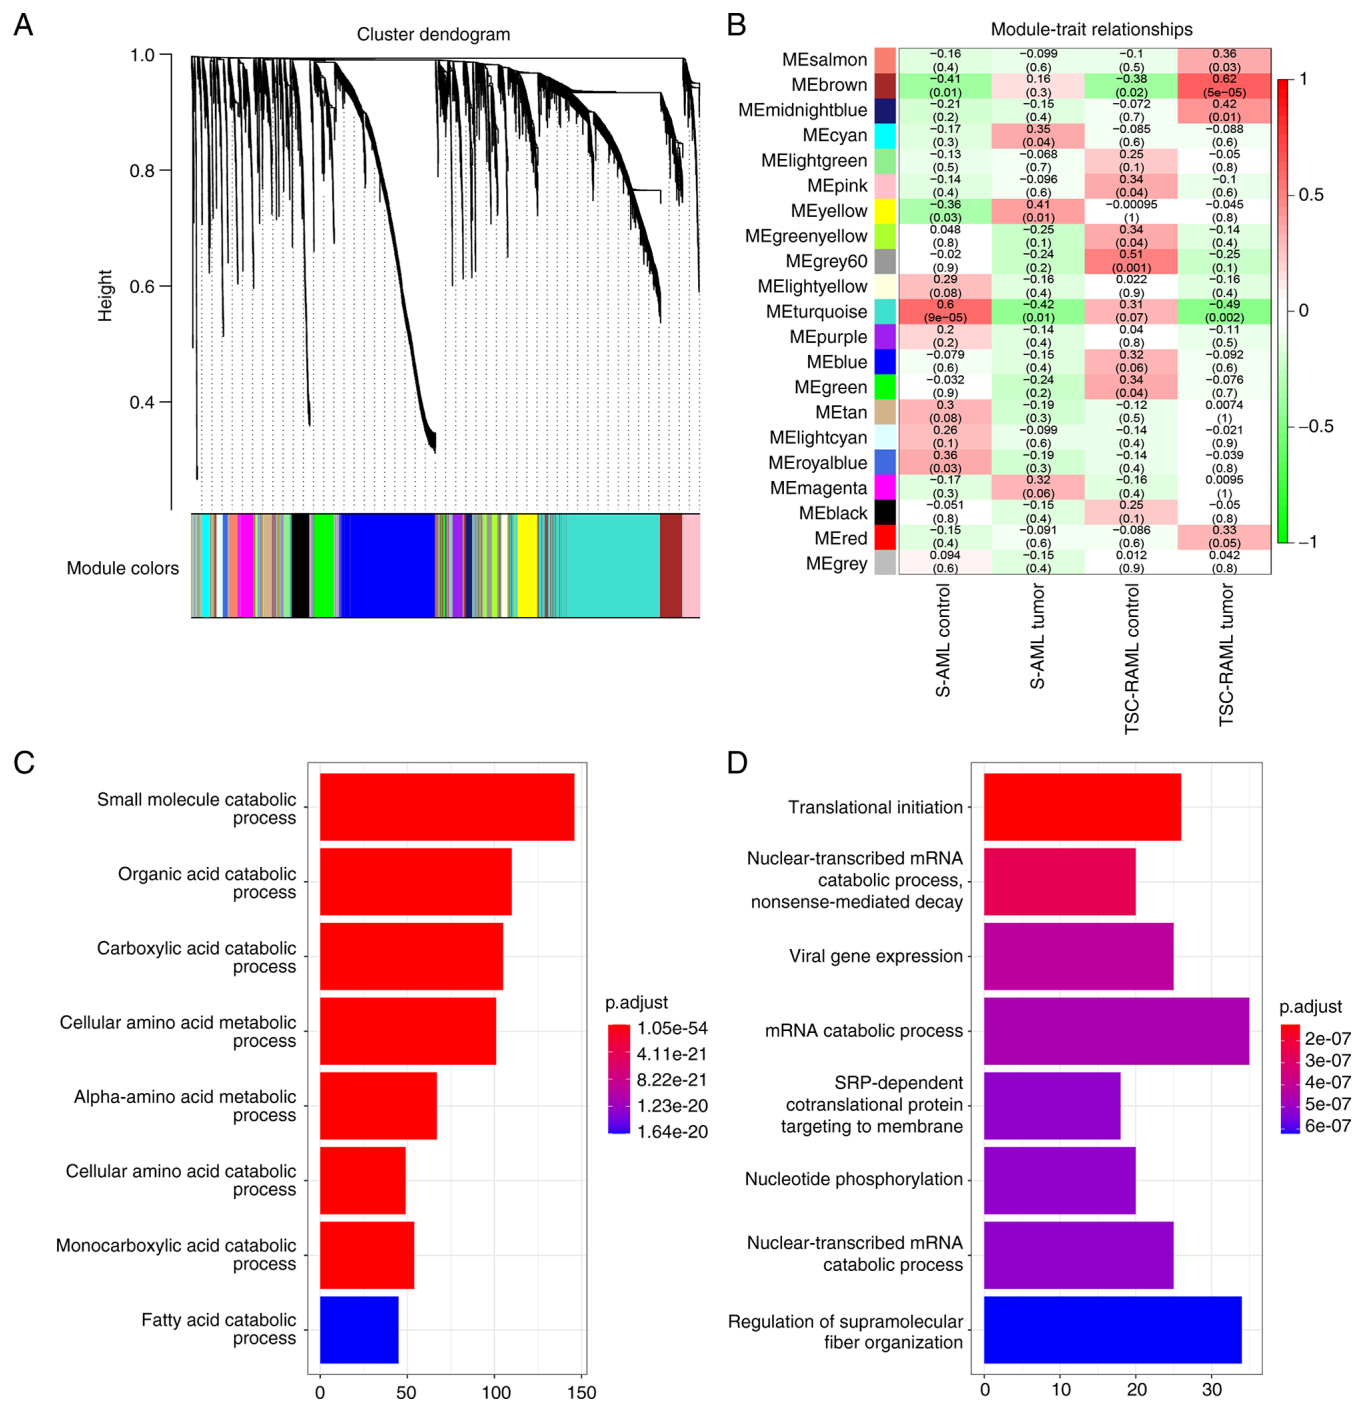 A
Cluster dendogram
1.0
0.8
0.6
0.4
Height
Module colors
B
Module-trait relationships
MEsalmon
−0.16 −0.099 −0.1 0.36
(0.4) (0.6) (0.5) (0.03)
MEbrown
−0.41 0.16 −0.38 0.62
(0.01) (0.3) (0.02) (5e−05)
MEmidnightblue
−0.21 −0.15 −0.072 0.42
(0.2) (0.4) (0.7) (0.01)
MEcyan
−0.17 0.35 −0.085 −0.088
(0.3) (0.04) (0.6) (0.6)
MElightgreen
−0.13 −0.068 0.25 −0.05
(0.5) (0.7) (0.1) (0.8)
MEpink
−0.14 −0.096 0.34 −0.1
(0.4) (0.6) (0.04) (0.6)
MEyellow
−0.36 0.41 −0.00095 −0.045
(0.03) (0.01) (1) (0.8)
MEgreenyellow
0.048 −0.25 0.34 −0.14
(0.8) (0.1) (0.04) (0.4)
MEgrey60
−0.02 −0.24 0.51 −0.25
(0.9) (0.2) (0.001) (0.1)
MElightyellow
0.29 −0.16 0.022 −0.16
(0.08) (0.4) (0.9) (0.4)
MEturquoise
0.6 −0.42 0.31 −0.49
(9e−05) (0.01) (0.07) (0.002)
MEpurple
0.2 −0.14 0.04 −0.11
(0.2) (0.4) (0.8) (0.5)
MEblue
−0.079 −0.15 0.32 −0.092
(0.6) (0.4) (0.06) (0.6)
MEgreen
−0.032 −0.24 0.34 −0.076
(0.9) (0.2) (0.04) (0.7)
MEtan
0.3 −0.19 −0.12 0.0074
(0.08) (0.3) (0.5) (1)
MElightcyan
0.26 −0.099 −0.14 −0.021
(0.1) (0.6) (0.4) (0.9)
MEroyalblue
0.36 −0.19 −0.14 −0.039
(0.03) (0.3) (0.4) (0.8)
MEmagenta
−0.17 0.32 −0.16 0.0095
(0.3) (0.06) (0.4) (1)
MEblack
−0.051 −0.15 0.25 −0.05
(0.8) (0.4) (0.1) (0.8)
MEred
−0.15 −0.091 −0.086 0.33
(0.4) (0.6) (0.6) (0.05)
MEgrey
0.094 −0.15 0.012 0.042
(0.6) (0.4) (0.9) (0.8)
1
0.5
0
−0.5
−1
S-AML control
S-AML tumor
TSC-RAML control
TSC-RAML tumor
C
Small molecule catabolic
process
Organic acid catabolic
process
Carboxylic acid catabolic
process
Cellular amino acid metabolic
process
Alpha-amino acid metabolic
process
Cellular amino acid catabolic
process
Monocarboxylic acid catabolic
process
Fatty acid catabolic
process
0 50 100 150
p.adjust
1.05e-54
4.11e-21
8.22e-21
1.23e-20
1.64e-20
D
Translational initiation
Nuclear-transcribed mRNA
catabolic process,
nonsense-mediated decay
Viral gene expression
mRNA catabolic process
SRP-dependent
cotranslational protein
targeting to membrane
Nucleotide phosphorylation
Nuclear-transcribed mRNA
catabolic process
Regulation of supramolecular
fiber organization
0 10 20 30
p.adjust
2e-07
3e-07
4e-07
5e-07
6e-07